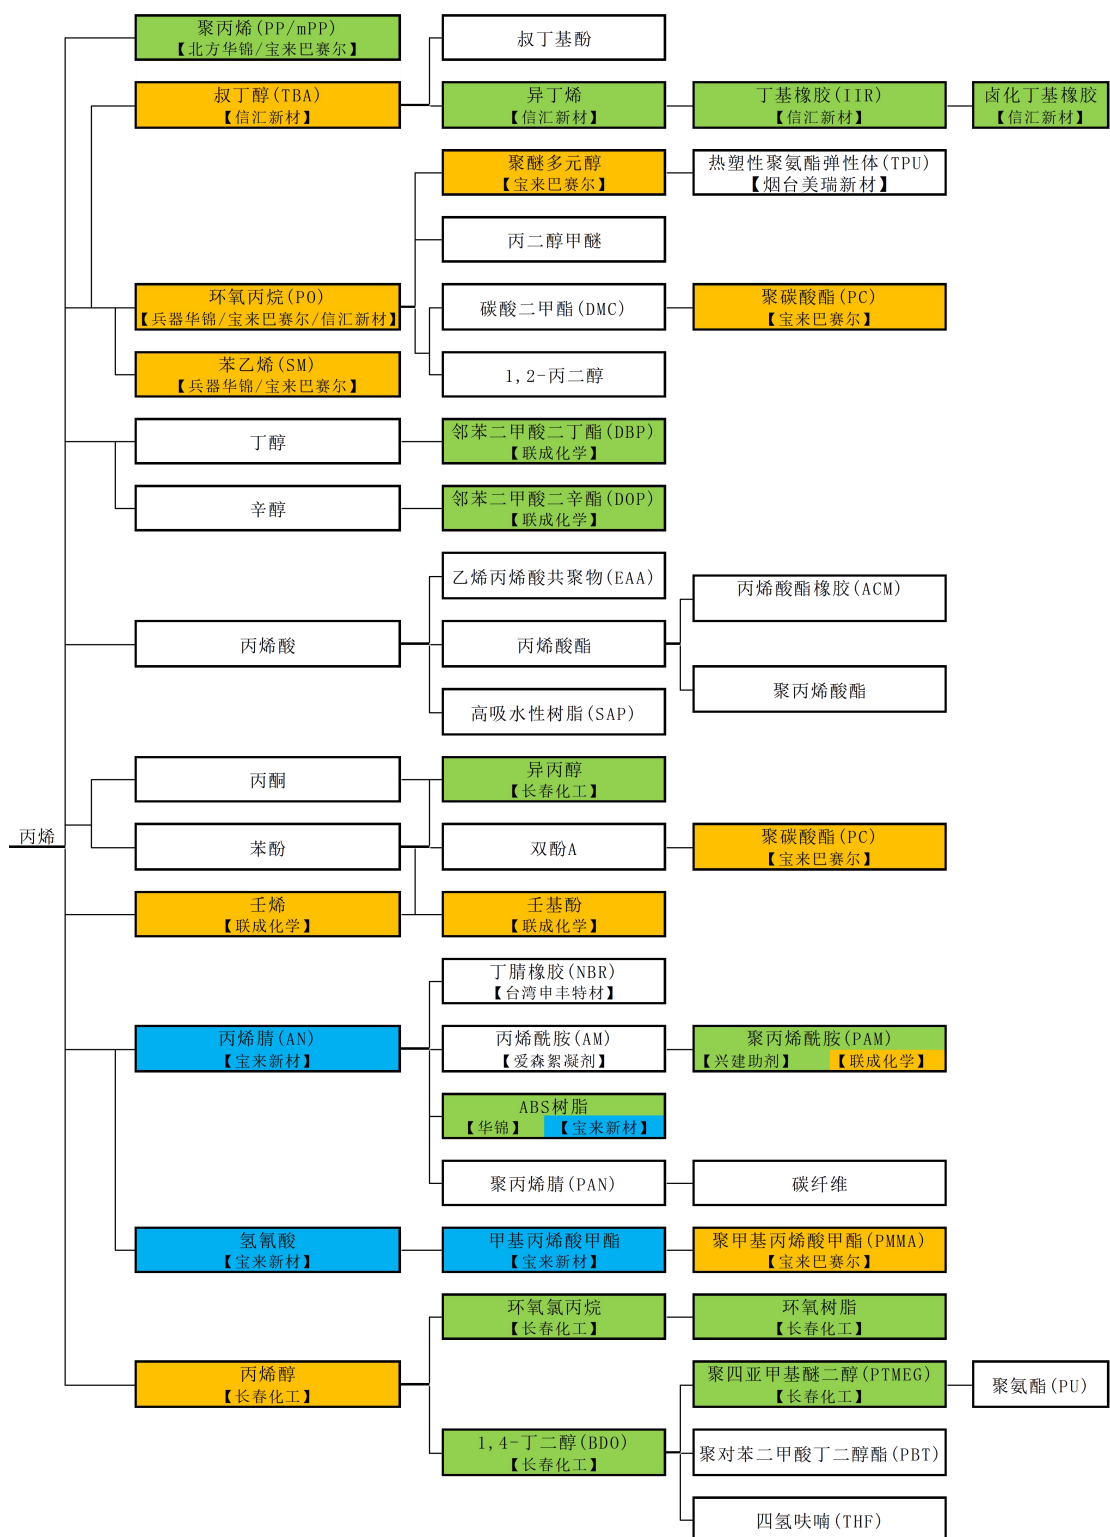 聚丙烯(PP/mPP)
【北方华锦/宝来巴赛尔】
叔丁基酚
叔丁醇(TBA)
【信汇新材】
异丁烯
【信汇新材】
丁基橡胶(IIR)
【信汇新材】
卤化丁基橡胶
【信汇新材】
聚醚多元醇
【宝来巴赛尔】
热塑性聚氨酯弹性体(TPU)
【烟台美瑞新材】
丙二醇甲醚
环氧丙烷(PO)
【兵器华锦/宝来巴赛尔/信汇新材】
碳酸二甲酯(DMC)
聚碳酸酯(PC)
【宝来巴赛尔】
苯乙烯(SM)
【兵器华锦/宝来巴赛尔】
1,2-丙二醇
丁醇
邻苯二甲酸二丁酯(DBP)
【联成化学】
辛醇
邻苯二甲酸二辛酯(DOP)
【联成化学】
乙烯丙烯酸共聚物(EAA)
丙烯酸酯橡胶(ACM)
丙烯酸
丙烯酸酯
聚丙烯酸酯
高吸水性树脂(SAP)
丙酮
异丙醇
【长春化工】
丙烯
苯酚
双酚A
聚碳酸酯(PC)
【宝来巴赛尔】
壬烯
【联成化学】
壬基酚
【联成化学】
丁腈橡胶(NBR)
【台湾申丰特材】
丙烯腈(AN)
【宝来新材】
丙烯酰胺(AM)
【爱森絮凝剂】
聚丙烯酰胺(PAM)
【兴建助剂】 【联成化学】
ABS树脂
【华锦】 【宝来新材】
聚丙烯腈(PAN)
碳纤维
氢氰酸
【宝来新材】
甲基丙烯酸甲酯
【宝来新材】
聚甲基丙烯酸甲酯(PMMA)
【宝来巴赛尔】
环氧氯丙烷
【长春化工】
环氧树脂
【长春化工】
丙烯醇
【长春化工】
聚四亚甲基醚二醇(PTMEG)
【长春化工】
聚氨酯(PU)
1,4-丁二醇(BDO)
【长春化工】
聚对苯二甲酸丁二醇酯(PBT)
四氢呋喃(THF)